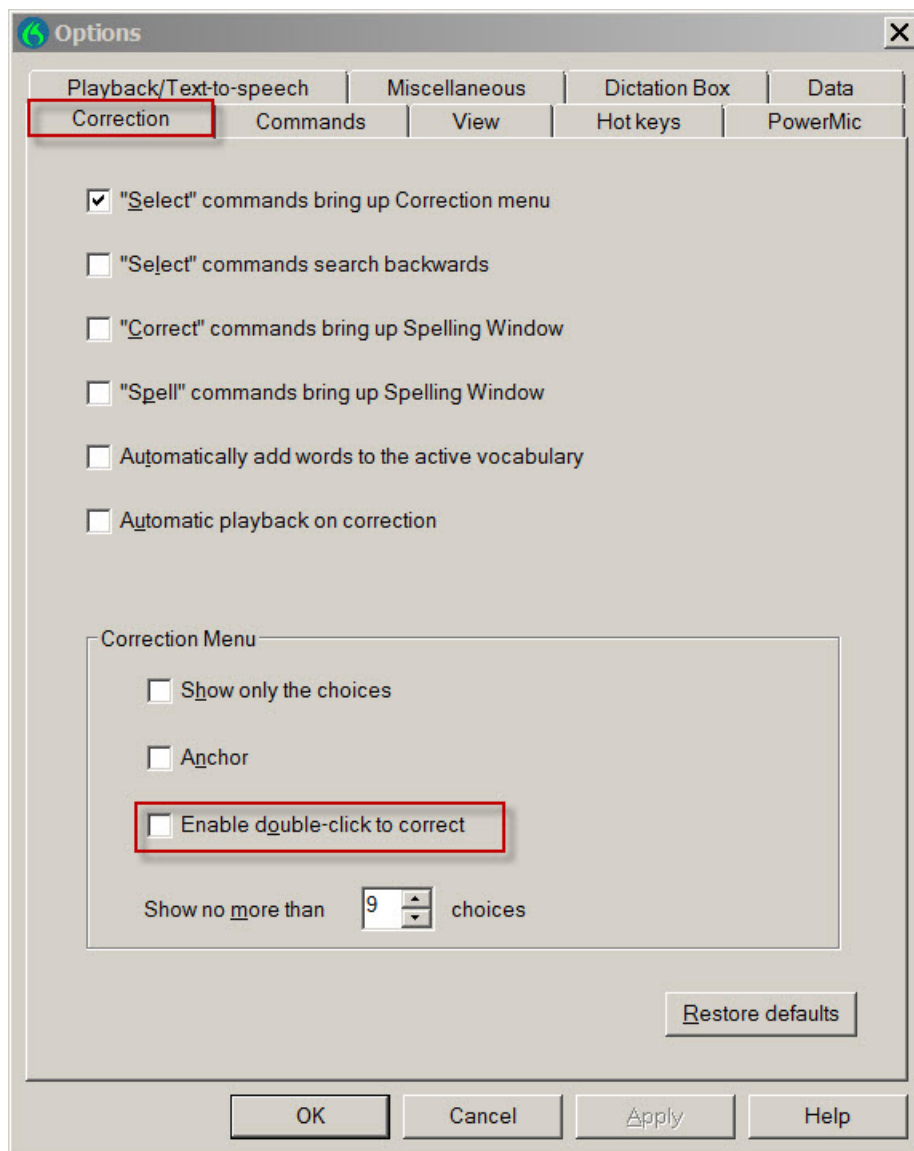 Options
Playback/Text-to-speech Miscellaneous Dictation Box Data
Correction Commands View Hot keys PowerMic
"Select" commands bring up Correction menu
"Select" commands search backwards
"Correct" commands bring up Spelling Window
"Spell" commands bring up Spelling Window
Automatically add words to the active vocabulary
Automatic playback on correction
Correction Menu
Show only the choices
Anchor
Enable double-click to correct
Show no more than 9 choices
Restore defaults
OK Cancel Apply Help